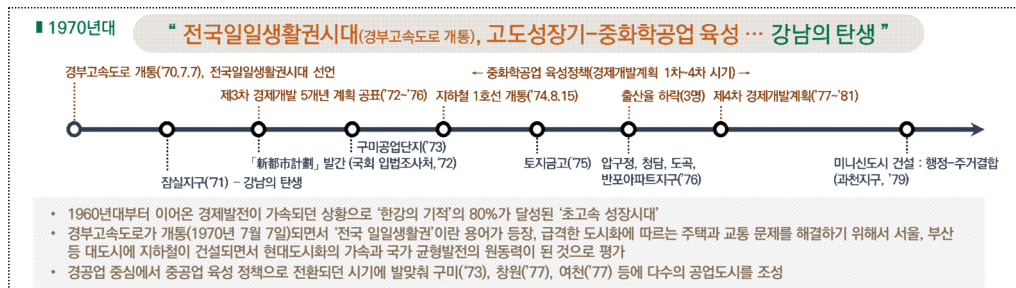 1970년대
“ 전국일일생활권시대(경부고속도로 개통), 고도성장기-중화학공업 육성 … 강남의 탄생 ”
경부고속도로 개통('70.7.7), 전국일일생활권시대 선언
← 중화학공업 육성정책(경제개발계획 1차~4차 시기) →
제3차 경제개발 5개년 계획 공표('72~'76)
지하철 1호선 개통('74.8.15)
출산율 하락(3명)
제4차 경제개발계획('77~'81)
구미공업단지('73)
「新都市計劃」 발간 (국회 입법조사처,'72)
토지금고('75)
압구정, 청담, 도곡,
반포아파트지구('76)
미니신도시 건설 : 행정-주거결합
(과천지구, '79)
잠실지구('71) - 강남의 탄생
• 1960년대부터 이어온 경제발전이 가속되던 상황으로 '한강의 기적'의 80%가 달성된 '초고속 성장시대'
• 경부고속도로가 개통(1970년 7월 7일)되면서 '전국 일일생활권'이란 용어가 등장, 급격한 도시화에 따르는 주택과 교통 문제를 해결하기 위해서 서울, 부산
등 대도시에 지하철이 건설되면서 현대도시화의 가속과 국가 균형발전의 원동력이 된 것으로 평가
• 경공업 중심에서 중공업 육성 정책으로 전환되던 시기에 발맞춰 구미('73), 창원('77), 여천('77) 등에 다수의 공업도시를 조성